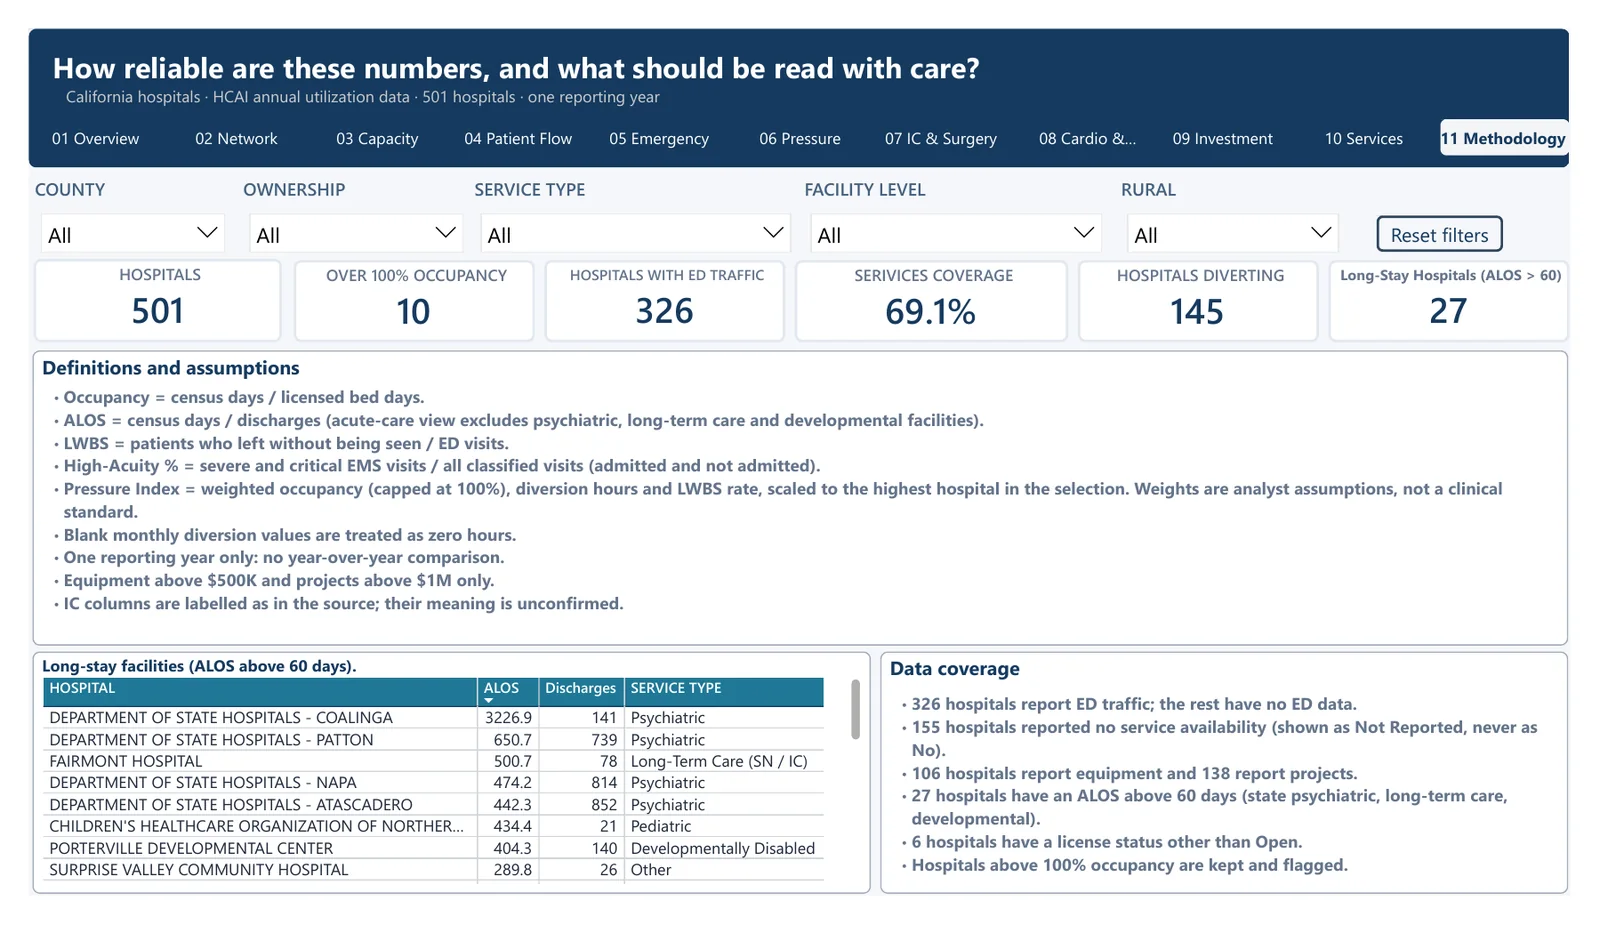 How reliable are these numbers, and what should be read with care?
California hospitals · HCAI annual utilization data · 501 hospitals · one reporting year
01 Overview 02 Network 03 Capacity 04 Patient Flow 05 Emergency 06 Pressure 07 IC & Surgery 08 Cardio &... 09 Investment 10 Services 11 Methodology
COUNTY OWNERSHIP SERVICE TYPE FACILITY LEVEL RURAL
All All All All All Reset filters
HOSPITALS OVER 100% OCCUPANCY HOSPITALS WITH ED TRAFFIC SERIVICES COVERAGE HOSPITALS DIVERTING Long-Stay Hospitals (ALOS > 60)
501 10 326 69.1% 145 27
Definitions and assumptions
• Occupancy = census days / licensed bed days.
• ALOS = census days / discharges (acute-care view excludes psychiatric, long-term care and developmental facilities).
• LWBS = patients who left without being seen / ED visits.
• High-Acuity % = severe and critical EMS visits / all classified visits (admitted and not admitted).
• Pressure Index = weighted occupancy (capped at 100%), diversion hours and LWBS rate, scaled to the highest hospital in the selection. Weights are analyst assumptions, not a clinical
standard.
• Blank monthly diversion values are treated as zero hours.
• One reporting year only: no year-over-year comparison.
• Equipment above $500K and projects above $1M only.
• IC columns are labelled as in the source; their meaning is unconfirmed.
Long-stay facilities (ALOS above 60 days).
HOSPITAL ALOS Discharges SERVICE TYPE
DEPARTMENT OF STATE HOSPITALS - COALINGA 3226.9 141 Psychiatric
DEPARTMENT OF STATE HOSPITALS - PATTON 650.7 739 Psychiatric
FAIRMONT HOSPITAL 500.7 78 Long-Term Care (SN / IC)
DEPARTMENT OF STATE HOSPITALS - NAPA 474.2 814 Psychiatric
DEPARTMENT OF STATE HOSPITALS - ATASCADERO 442.3 852 Psychiatric
CHILDREN'S HEALTHCARE ORGANIZATION OF NORTHER... 434.4 21 Pediatric
PORTERVILLE DEVELOPMENTAL CENTER 404.3 140 Developmentally Disabled
SURPRISE VALLEY COMMUNITY HOSPITAL 289.8 26 Other
Data coverage
• 326 hospitals report ED traffic; the rest have no ED data.
• 155 hospitals reported no service availability (shown as Not Reported, never as
No).
• 106 hospitals report equipment and 138 report projects.
• 27 hospitals have an ALOS above 60 days (state psychiatric, long-term care,
developmental).
• 6 hospitals have a license status other than Open.
• Hospitals above 100% occupancy are kept and flagged.